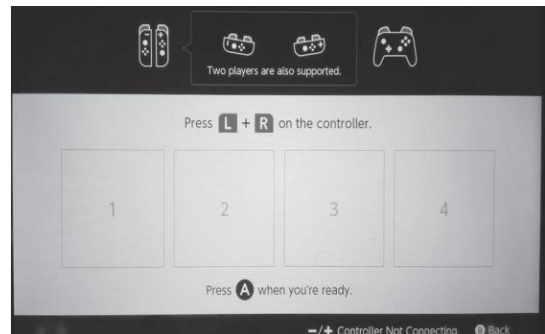 Two players are also supported.
Press L + R on the controller.
1 2 3 4
Press A when you're ready.
−/+ Controller Not Connecting B Back